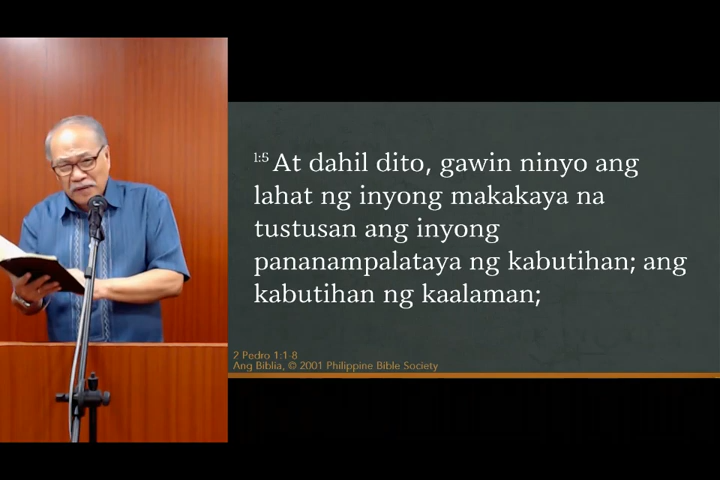 1:5 At dahil dito, gawin ninyo ang
lahat ng inyong makakaya na
tustusan ang inyong
pananampalataya ng kabutihan; ang
kabutihan ng kaalaman;
2 Pedro 1:1-8
Ang Biblia, © 2001 Philippine Bible Society